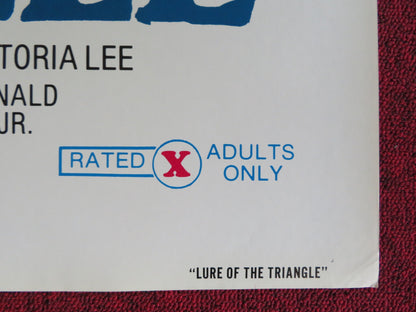 TORIA LEE
NALD
JR.
RATED X ADULTS
ONLY
"LURE OF THE TRIANGLE"